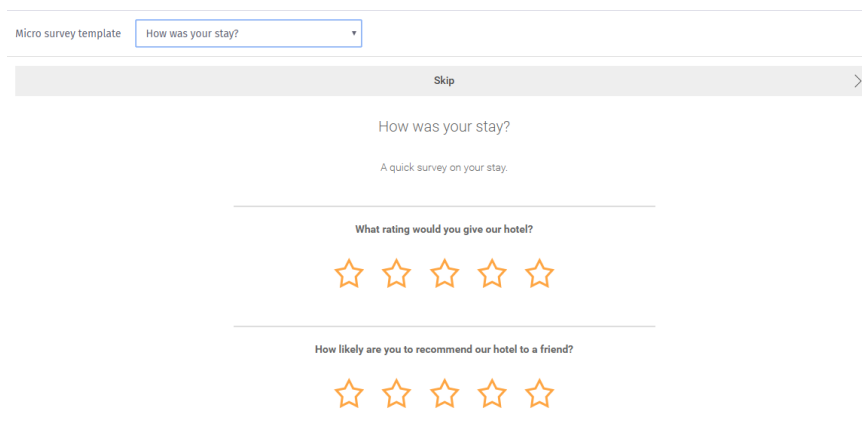 Micro survey template How was your stay?
Skip
How was your stay?
A quick survey on your stay.
What rating would you give our hotel?
How likely are you to recommend our hotel to a friend?